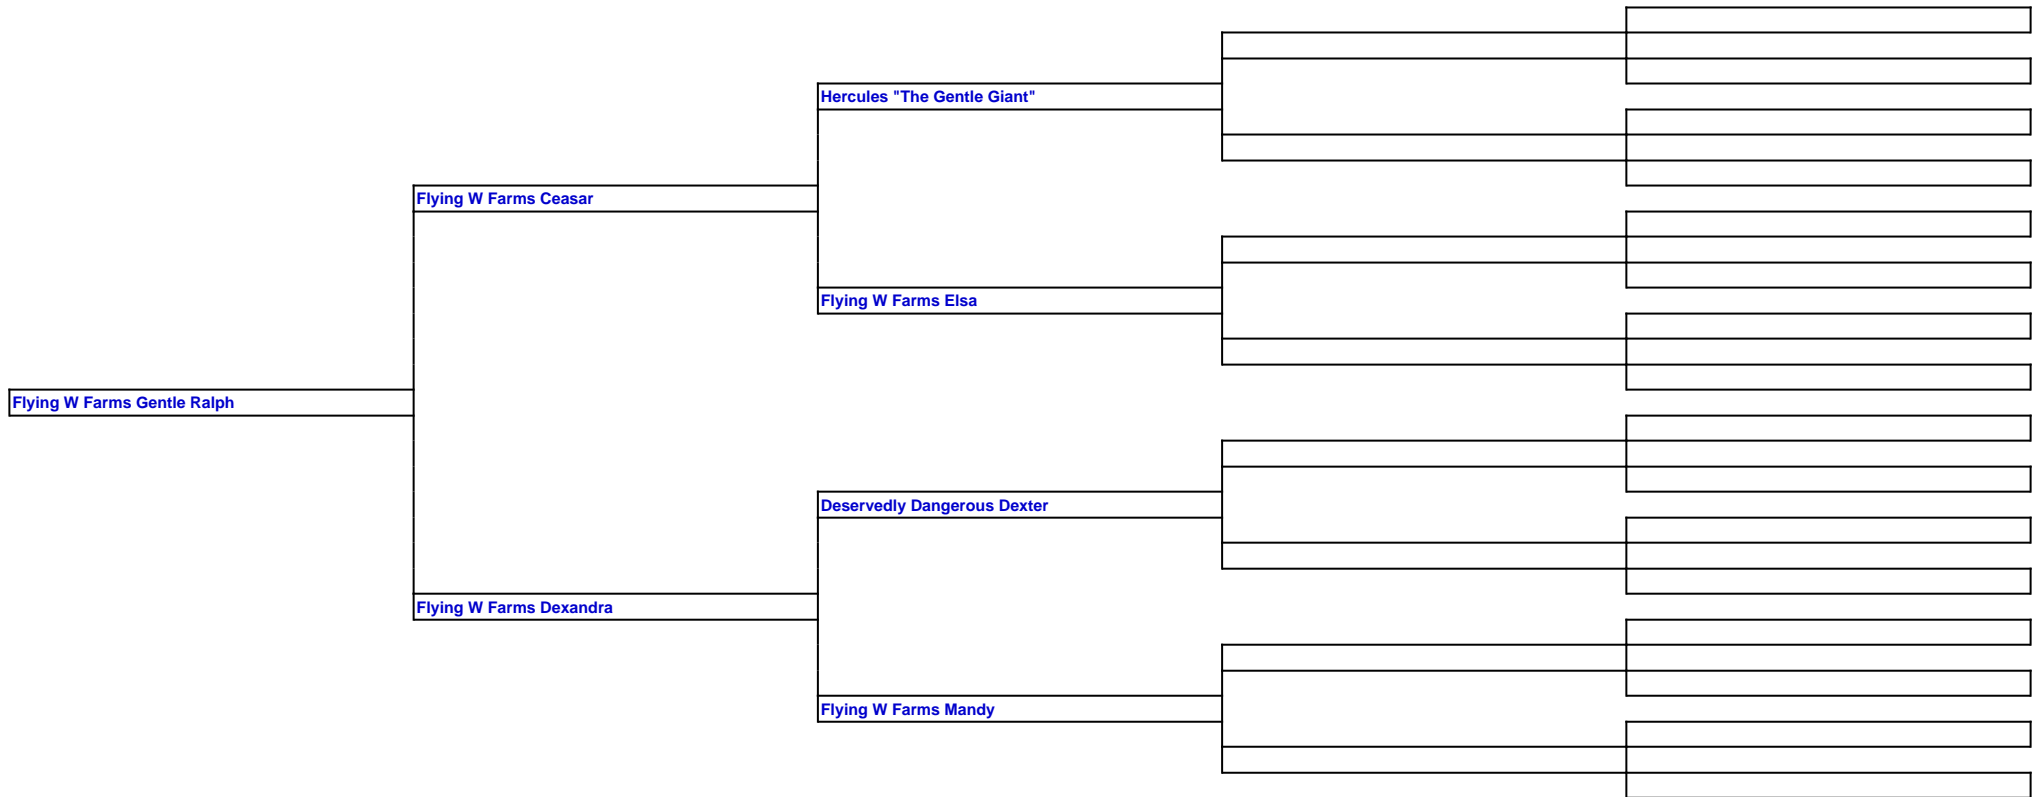 Hercules "The Gentle Giant"
Flying W Farms Ceasar
Flying W Farms Elsa
Flying W Farms Gentle Ralph
Deservedly Dangerous Dexter
Flying W Farms Dexandra
Flying W Farms Mandy